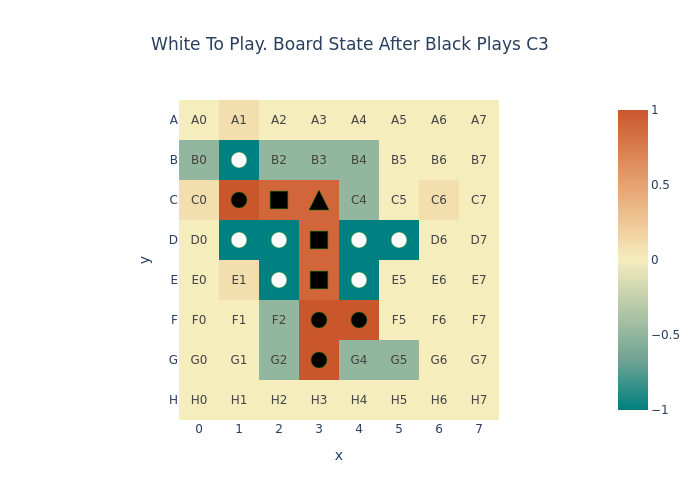 White To Play. Board State After Black Plays C3
A A0 A1 A2 A3 A4 A5 A6 A7 1
B B0 B2 B3 B4 B5 B6 B7
0.5
C C0 C4 C5 C6 C7
D D0 D6 D7
y 0
E E0 E1 E5 E6 E7
F F0 F1 F2 F5 F6 F7
−0.5
G G0 G1 G2 G4 G5 G6 G7
H H0 H1 H2 H3 H4 H5 H6 H7 −1
0 1 2 3 4 5 6 7
x